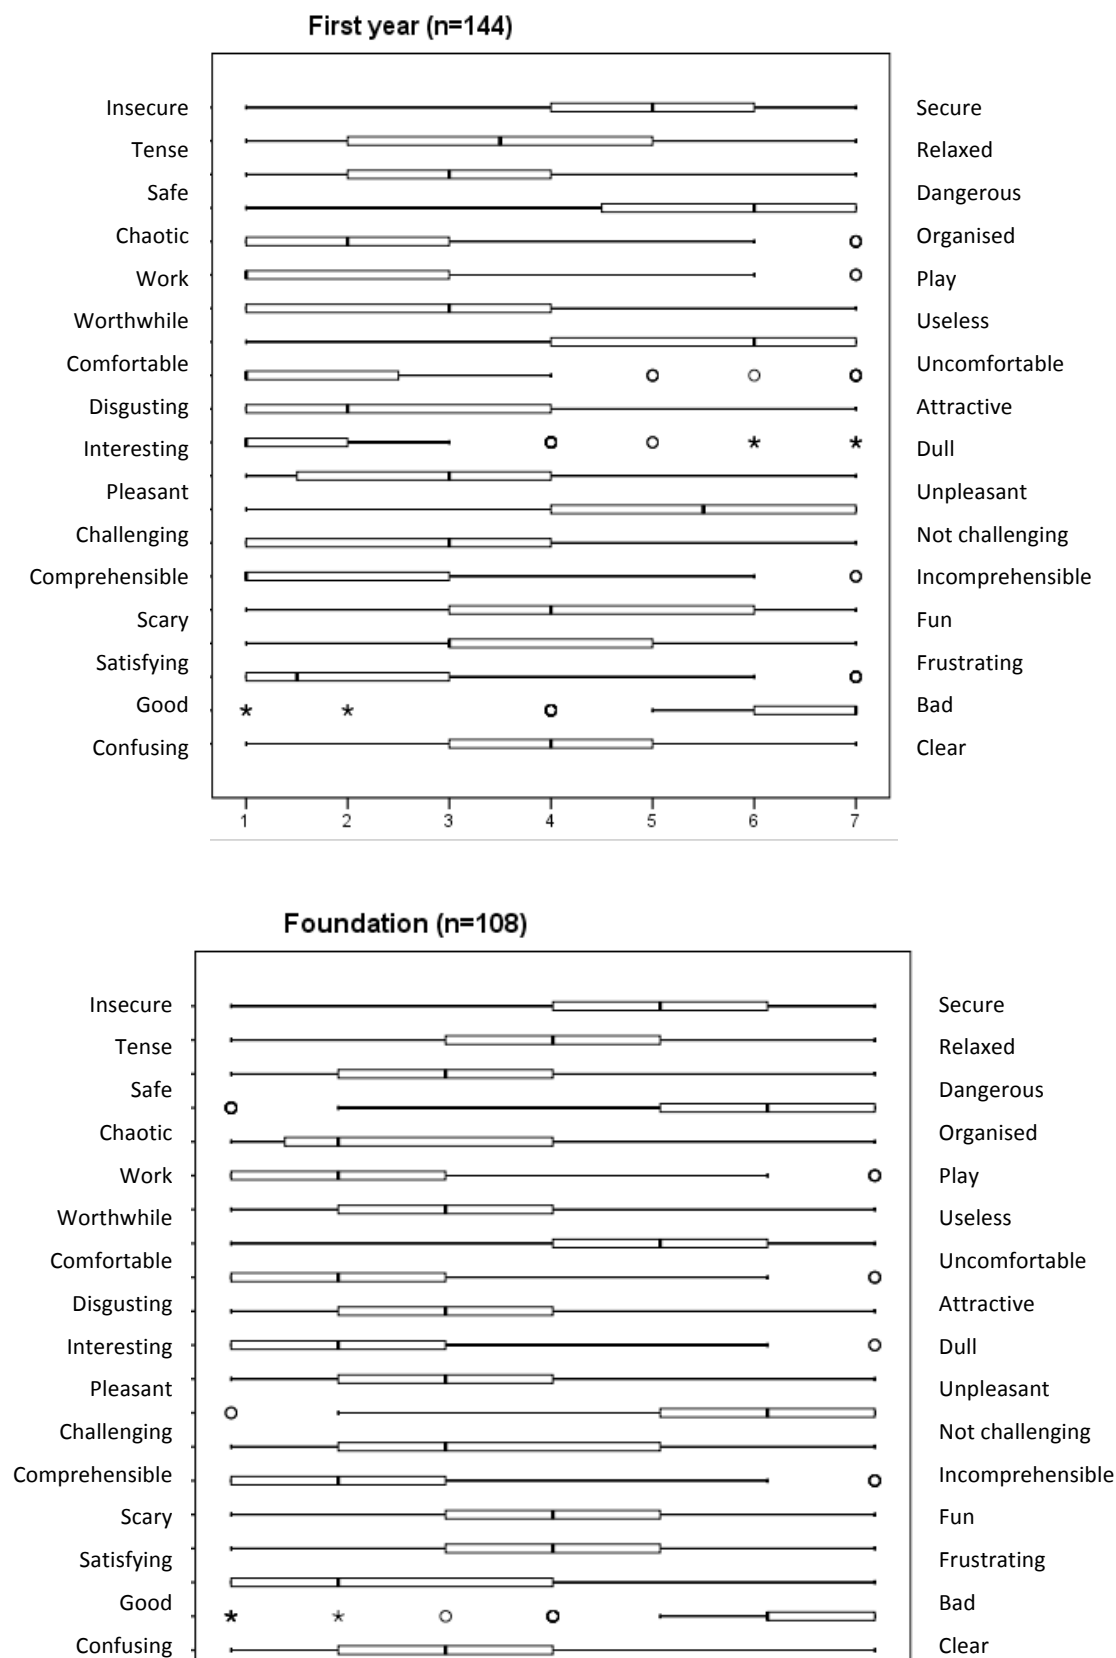 First year (n=144)
Insecure Secure
Tense Relaxed
Safe Dangerous
Chaotic Organised
Work Play
Worthwhile Useless
Comfortable Uncomfortable
Disgusting Attractive
Interesting Dull
Pleasant Unpleasant
Challenging Not challenging
Comprehensible Incomprehensible
Scary Fun
Satisfying Frustrating
Good Bad
Confusing Clear
1 2 3 4 5 6 7
Foundation (n=108)
Insecure Secure
Tense Relaxed
Safe Dangerous
Chaotic Organised
Work Play
Worthwhile Useless
Comfortable Uncomfortable
Disgusting Attractive
Interesting Dull
Pleasant Unpleasant
Challenging Not challenging
Comprehensible Incomprehensible
Scary Fun
Satisfying Frustrating
Good Bad
Confusing Clear